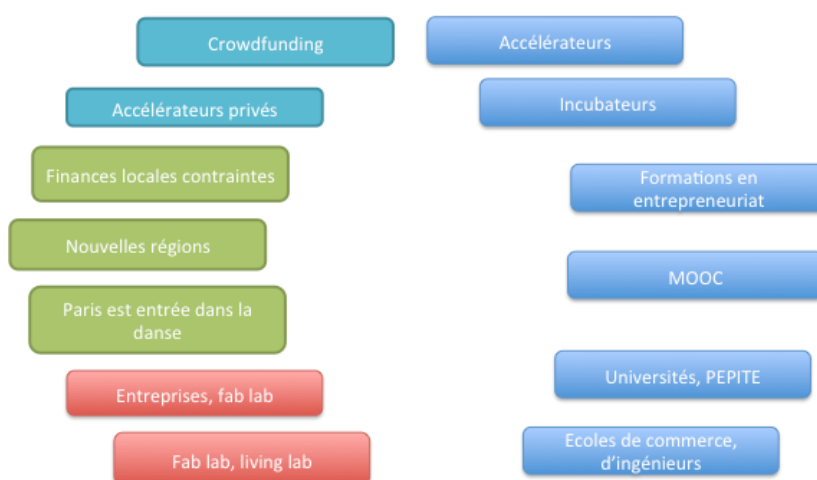 Crowdfunding
Accélérateurs
Accélérateurs privés
Incubateurs
Finances locales contraintes
Formations en
entrepreneuriat
Nouvelles régions
MOOC
Paris est entrée dans la
danse
Entreprises, fab lab
Universités, PEPITE
Fab lab, living lab
Ecoles de commerce,
d'ingénieurs